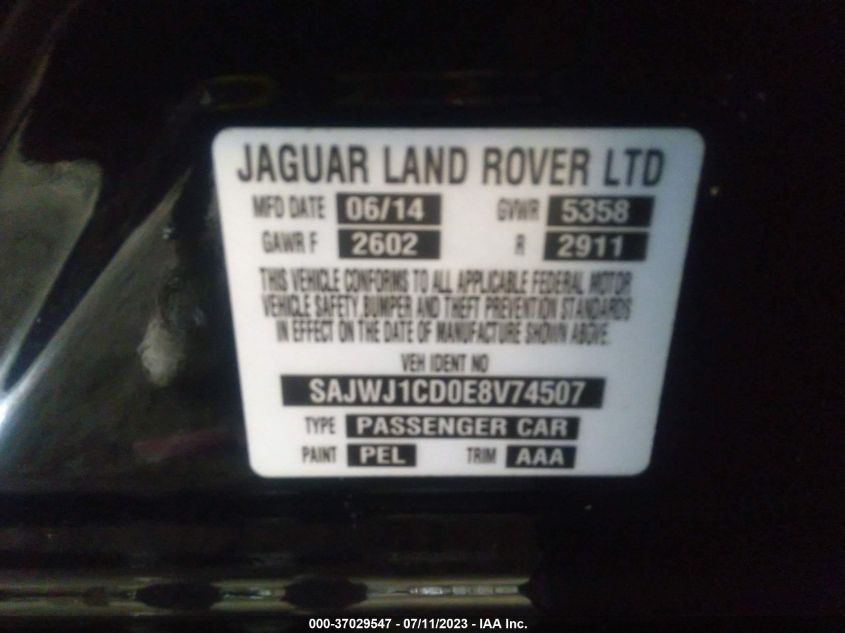 JAGUAR LAND ROVER LTD
MFD DATE 06/14 GVWR 5358
GAWR F 2602 R 2911
THIS VEHICLE CONFORMS TO ALL APPLICABLE FEDERAL MOTOR
VEHICLE SAFETY, BUMPER AND THEFT PREVENTION STANDARDS
IN EFFECT ON THE DATE OF MANUFACTURE SHOWN ABOVE.
VEH IDENT NO
SAJWJ1CD0E8V74507
TYPE PASSENGER CAR
PAINT PEL TRIM AAA
000-37029547 - 07/11/2023 - IAA Inc.